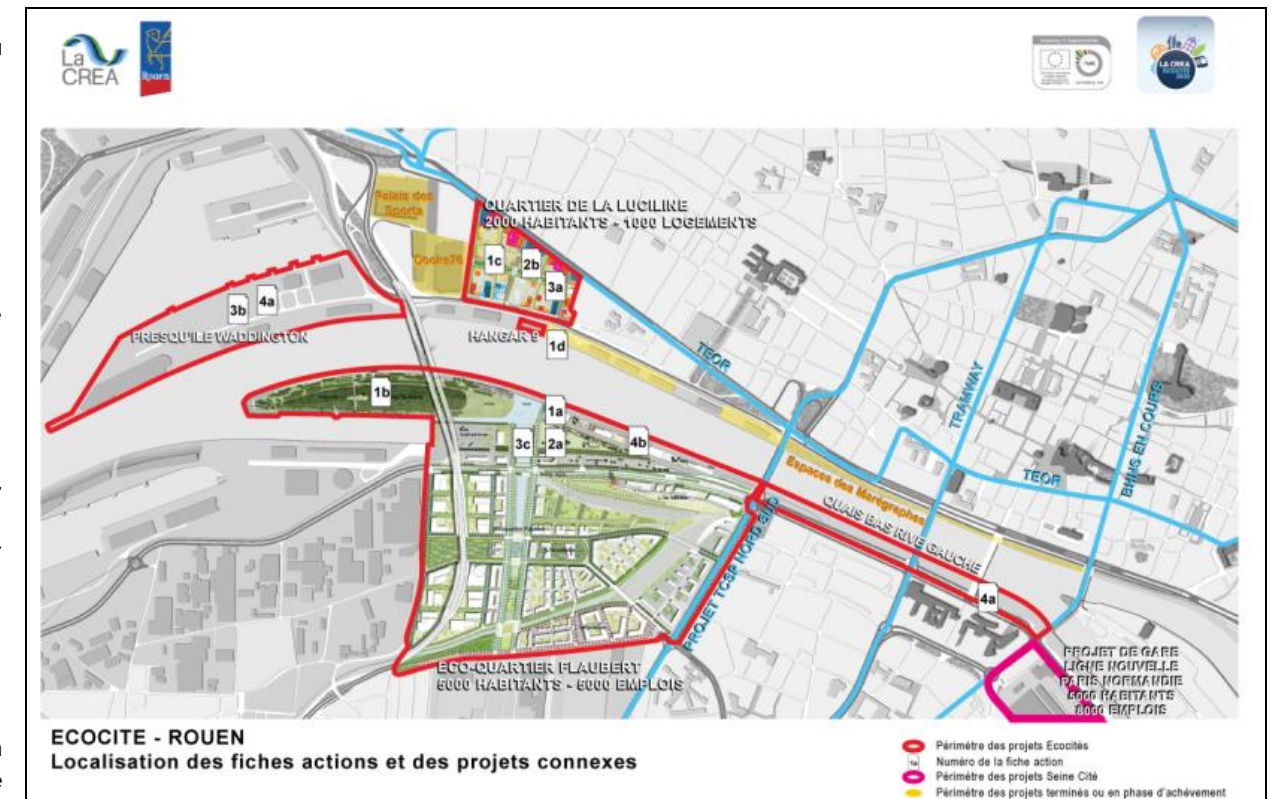 La
CREA
Rouen
LA CREA
Palais des
Sports
Docks76
QUARTIER DE LA LUCILINE
2000 HABITANTS - 1000 LOGEMENTS
1c
2b
3a
3b
4a
PRESQU'ILE WADDINGTON
HANGAR 9
1d
TEOR
TRAMWAY
BHNS EN COURS
1b
1a
3c
2a
4b
TEOR
Espaces des Marégraphes
QUAIS BAS RIVE GAUCHE
PROJET TCSP NORD SUD
4a
ECO-QUARTIER FLAUBERT
5000 HABITANTS - 5000 EMPLOIS
PROJET DE GARE
LIGNE NOUVELLE
PARIS NORMANDIE
5000 HABITANTS
8000 EMPLOIS
ECOCITE - ROUEN
Localisation des fiches actions et des projets connexes
Périmètre des projets Ecocités
1a Numéro de la fiche action
Périmètre des projets Seine Cité
Périmètre des projets terminés ou en phase d'achévement